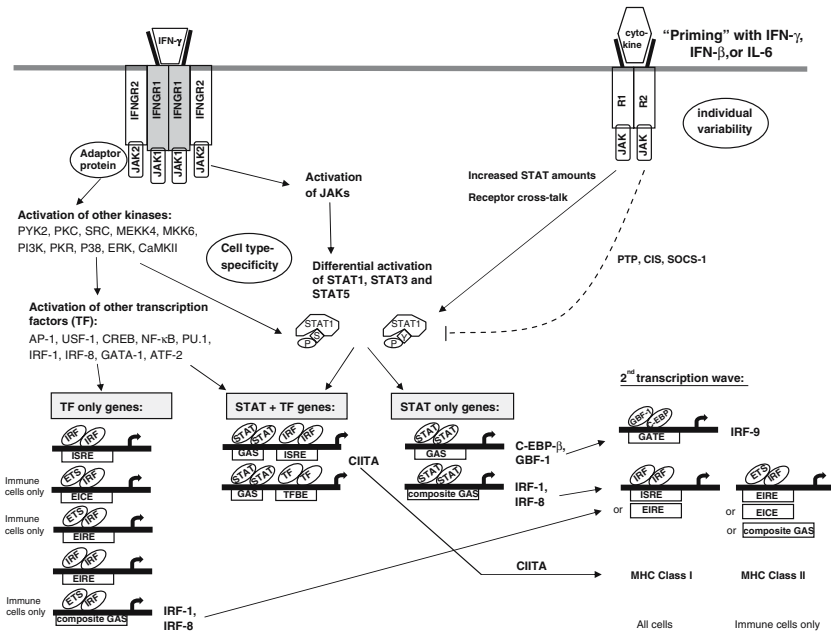 IFN-γ
cyto-
kine
"Priming" with IFN-γ,
IFN-β,or IL-6
IFNGR2
IFNGR1
IFNGR1
IFNGR2
R1
R2
individual
variability
Adaptor
protein
JAK2
JAK1
JAK1
JAK2
JAK
JAK
Activation
of JAKs
Increased STAT amounts
Receptor cross-talk
Activation of other kinases:
PYK2, PKC, SRC, MEKK4, MKK6,
PI3K, PKR, P38, ERK, CaMKII
Cell type-
specificity
PTP, CIS, SOCS-1
Differential activation
of STAT1, STAT3 and
STAT5
Activation of other transcription
factors (TF):
AP-1, USF-1, CREB, NF-κB, PU.1,
IRF-1, IRF-8, GATA-1, ATF-2
STAT1
P
S
STAT1
P
2nd transcription wave:
TF only genes:
STAT + TF genes:
STAT only genes:
IRF
IRF
ISRE
STAT
STAT
IRF
IRF
GAS
ISRE
CIITA
STAT
STAT
GAS
C-EBP-β,
GBF-1
GBF-1
C-EBP
GATE
IRF-9
Immune
cells only
ETS
IRF
EICE
STAT
STAT
TF
TF
GAS
TFBE
STAT
STAT
composite GAS
IRF-1,
IRF-8
IRF
IRF
ISRE
or
EIRE
ETS
IRF
EIRE
or
EICE
or
composite GAS
Immune
cells only
ETS
IRF
EIRE
IRF
IRF
EIRE
CIITA
MHC Class I
MHC Class II
Immune
cells only
ETS
IRF
composite GAS
IRF-1,
IRF-8
All cells
Immune cells only